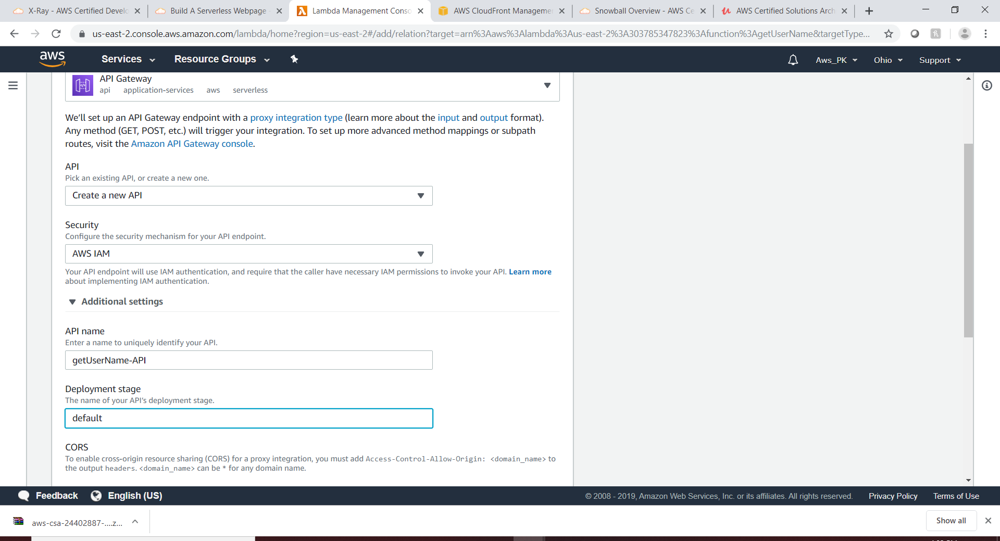 X-Ray - AWS Certified Develo
Build A Serverless Webpage -
Lambda Management Conso
AWS CloudFront Manageme
Snowball Overview - AWS Ce
AWS Certified Solutions Arch
us-east-2.console.aws.amazon.com/lambda/home?region=us-east-2#/add/relation?target=arn%3Aaws%3Alambda%3Aus-east-2%3A303785347823%3Afunction%3AgetUserName&targetType...
aws
Services
Resource Groups
Aws_PK
Ohio
Support
API Gateway
api application-services aws serverless
We'll set up an API Gateway endpoint with a proxy integration type (learn more about the input and output format).
Any method (GET, POST, etc.) will trigger your integration. To set up more advanced method mappings or subpath
routes, visit the Amazon API Gateway console.
API
Pick an existing API, or create a new one.
Create a new API
Security
Configure the security mechanism for your API endpoint.
AWS IAM
Your API endpoint will use IAM authentication, and require that the caller have necessary IAM permissions to invoke your API. Learn more
about implementing IAM authentication.
Additional settings
API name
Enter a name to uniquely identify your API.
getUserName-API
Deployment stage
The name of your API's deployment stage.
default
CORS
To enable cross-origin resource sharing (CORS) for a proxy integration, you must add Access-Control-Allow-Origin: <domain_name> to
the output headers. <domain_name> can be * for any domain name.
Feedback
English (US)
© 2008 - 2019, Amazon Web Services, Inc. or its affiliates. All rights reserved.
Privacy Policy
Terms of Use
aws-csa-24402887-....z...
Show all